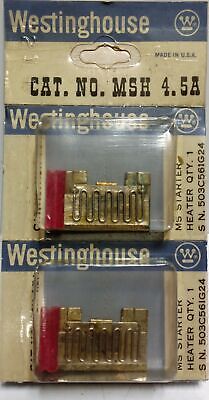 Westinghouse
W
MADE IN U.S.A.
CAT. NO. MSH 4.5A
Westinghouse
W
MS STARTER
HEATER QTY. 1
S N. 503C561G24
Westinghouse
W
MS STARTER
HEATER QTY. 1
S N. 503C561G24